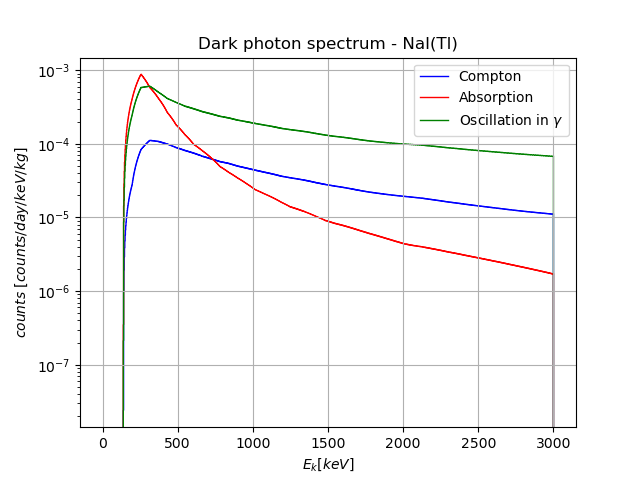 Dark photon spectrum - NaI(Tl)
Compton
Absorption
Oscillation in γ
10⁻³
10⁻⁴
10⁻⁵
10⁻⁶
10⁻⁷
counts [counts/day/keV/kg]
0 500 1000 1500 2000 2500 3000
Eₖ[keV]